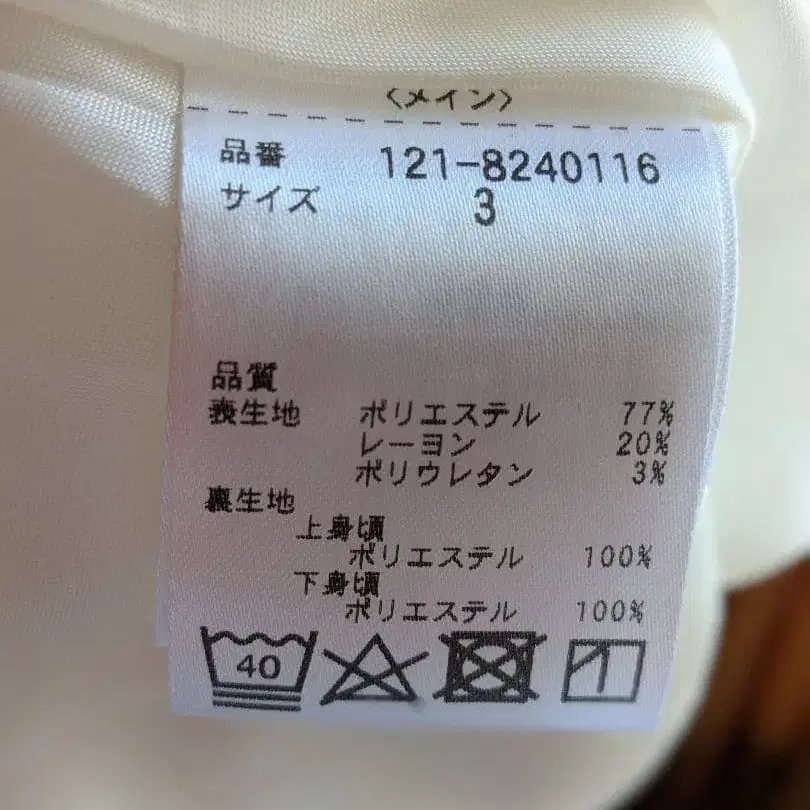 〈メイン〉
品番 121-8240116
サイズ 3
品質
表生地 ポリエステル 77%
レーヨン 20%
ポリウレタン 3%
裏生地
上身頃
ポリエステル 100%
下身頃
ポリエステル 100%
40